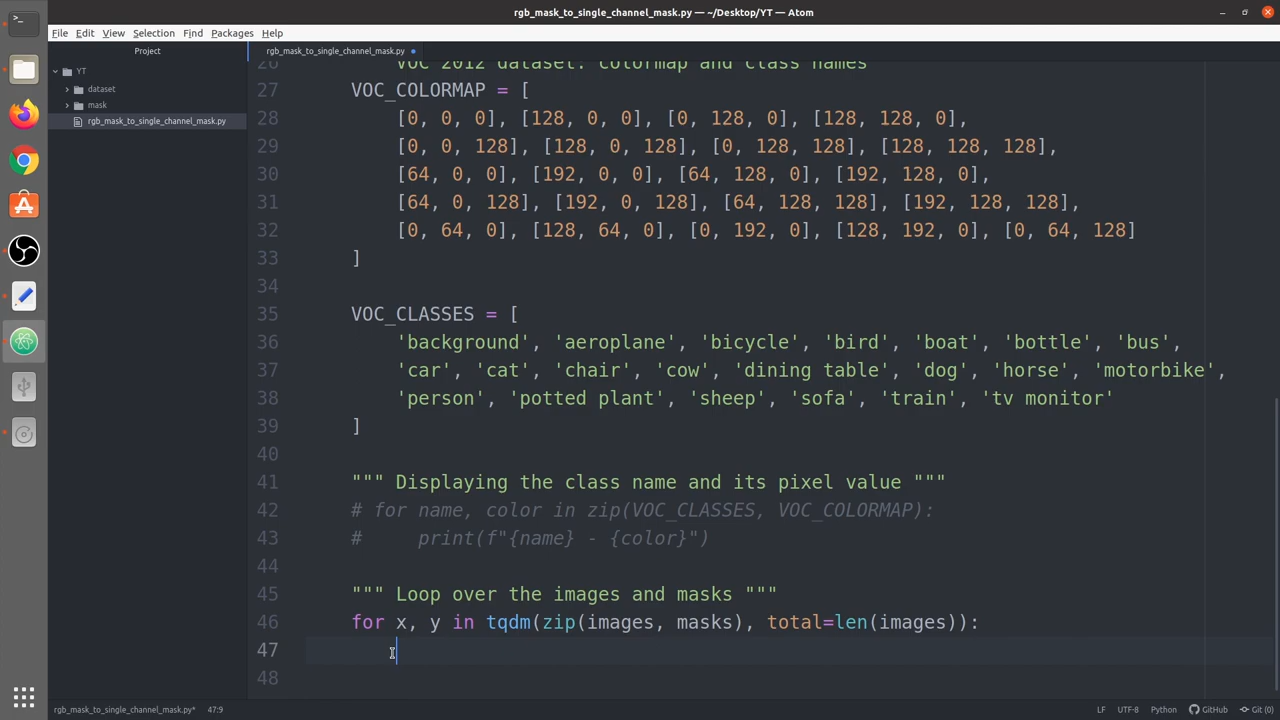 rgb_mask_to_single_channel_mask.py — ~/Desktop/YT — Atom
File Edit View Selection Find Packages Help
Project
rgb_mask_to_single_channel_mask.py
YT
dataset
mask
rgb_mask_to_single_channel_mask.py
26 VOC 2012 dataset: colormap and class names
27 VOC_COLORMAP = [
28 [0, 0, 0], [128, 0, 0], [0, 128, 0], [128, 128, 0],
29 [0, 0, 128], [128, 0, 128], [0, 128, 128], [128, 128, 128],
30 [64, 0, 0], [192, 0, 0], [64, 128, 0], [192, 128, 0],
31 [64, 0, 128], [192, 0, 128], [64, 128, 128], [192, 128, 128],
32 [0, 64, 0], [128, 64, 0], [0, 192, 0], [128, 192, 0], [0, 64, 128]
33 ]
34
35 VOC_CLASSES = [
36 'background', 'aeroplane', 'bicycle', 'bird', 'boat', 'bottle', 'bus',
37 'car', 'cat', 'chair', 'cow', 'dining table', 'dog', 'horse', 'motorbike',
38 'person', 'potted plant', 'sheep', 'sofa', 'train', 'tv monitor'
39 ]
40
41 """ Displaying the class name and its pixel value """
42 # for name, color in zip(VOC_CLASSES, VOC_COLORMAP):
43 #     print(f"{name} - {color}")
44
45 """ Loop over the images and masks """
46 for x, y in tqdm(zip(images, masks), total=len(images)):
47
48
rgb_mask_to_single_channel_mask.py* 47:9 LF UTF-8 Python GitHub Git (0)